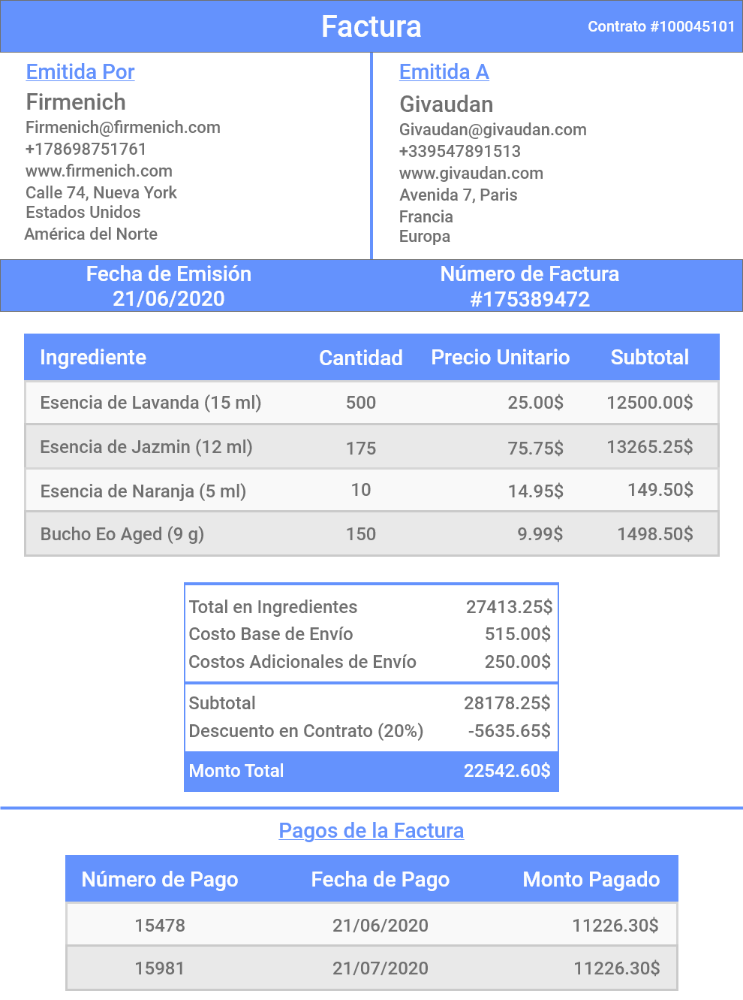 Factura
Contrato #100045101
Emitida Por
Firmenich
Firmenich@firmenich.com
+178698751761
www.firmenich.com
Calle 74, Nueva York
Estados Unidos
América del Norte
Emitida A
Givaudan
Givaudan@givaudan.com
+339547891513
www.givaudan.com
Avenida 7, Paris
Francia
Europa
Fecha de Emisión
21/06/2020
Número de Factura
#175389472
Ingrediente Cantidad Precio Unitario Subtotal
Esencia de Lavanda (15 ml) 500 25.00$ 12500.00$
Esencia de Jazmin (12 ml) 175 75.75$ 13265.25$
Esencia de Naranja (5 ml) 10 14.95$ 149.50$
Bucho Eo Aged (9 g) 150 9.99$ 1498.50$
Total en Ingredientes 27413.25$
Costo Base de Envío 515.00$
Costos Adicionales de Envío 250.00$
Subtotal 28178.25$
Descuento en Contrato (20%) -5635.65$
Monto Total 22542.60$
Pagos de la Factura
Número de Pago Fecha de Pago Monto Pagado
15478 21/06/2020 11226.30$
15981 21/07/2020 11226.30$